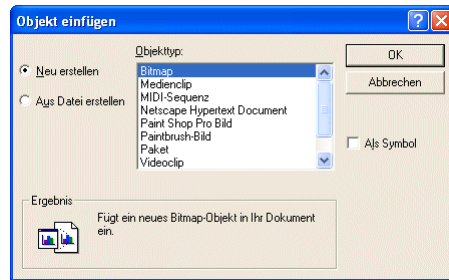 Objekt einfügen
Objekttyp:
Neu erstellen
Aus Datei erstellen
Bitmap
Medienclip
MIDI-Sequenz
Netscape Hypertext Document
Paint Shop Pro Bild
Paintbrush-Bild
Paket
Videoclip
OK
Abbrechen
Als Symbol
Ergebnis
Fügt ein neues Bitmap-Objekt in Ihr Dokument
ein.